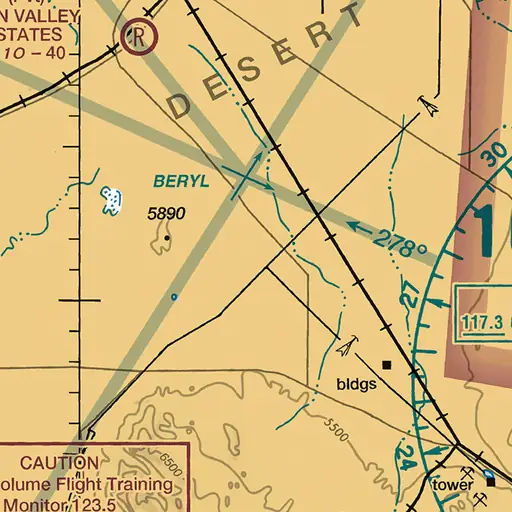 N VALLEY
STATES
10 – 40
R
DESERT
30
BERYL
5890
278°
27
117.3
bldgs
5500
24
6500
CAUTION
olume Flight Training
Monitor 123.5
tower